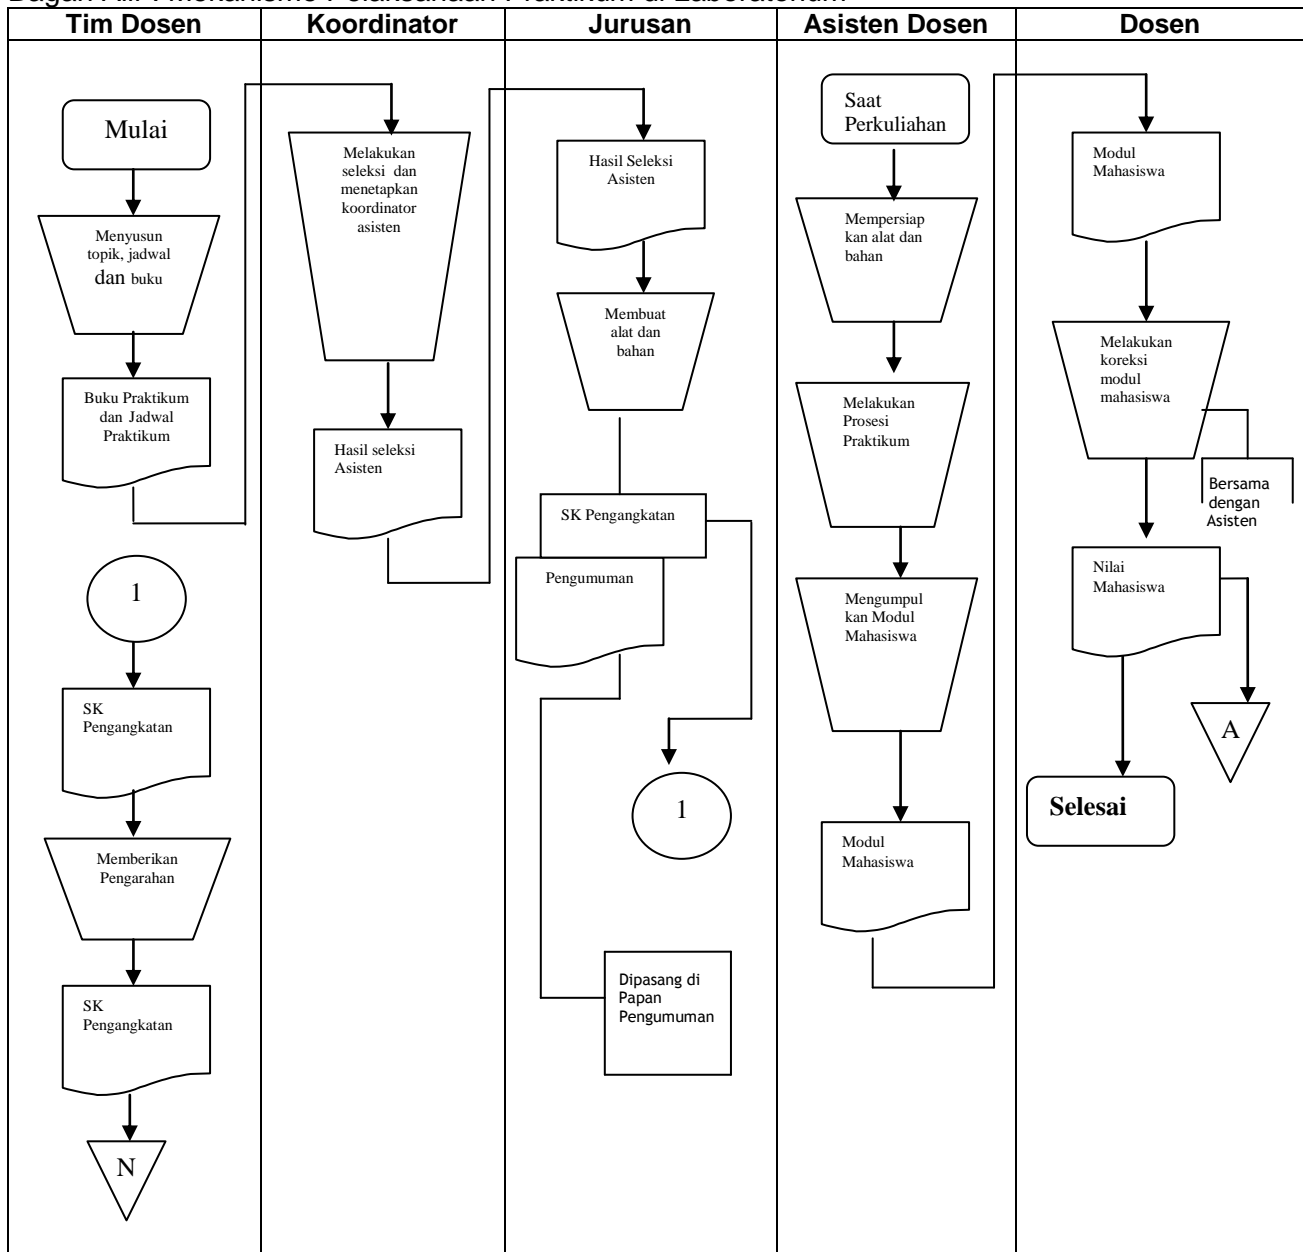 Bagan Alir : Mekanisme Pelaksanaan Praktikum di Laboratorium
Tim Dosen
Koordinator
Jurusan
Asisten Dosen
Dosen
Mulai
Menyusun
topik, jadwal
dan buku
Buku Praktikum
dan Jadwal
Praktikum
1
SK
Pengangkatan
Memberikan
Pengarahan
SK
Pengangkatan
N
Melakukan
seleksi dan
menetapkan
koordinator
asisten
Hasil seleksi
Asisten
Hasil Seleksi
Asisten
Membuat
alat dan
bahan
SK Pengangkatan
Pengumuman
1
Dipasang di
Papan
Pengumuman
Saat
Perkuliahan
Mempersiap
kan alat dan
bahan
Melakukan
Prosesi
Praktikum
Mengumpul
kan Modul
Mahasiswa
Modul
Mahasiswa
Modul
Mahasiswa
Melakukan
koreksi
modul
mahasiswa
Bersama
dengan
Asisten
Nilai
Mahasiswa
A
Selesai